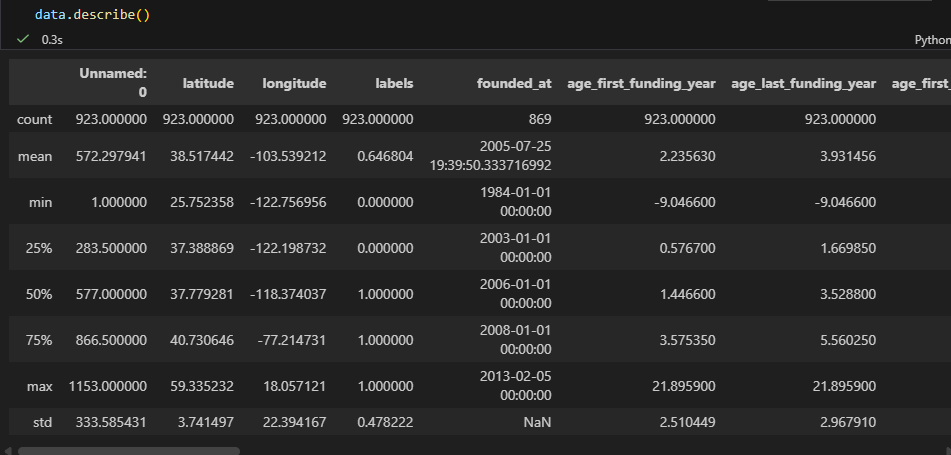 data.describe()
0.3s
Python
Unnamed: 0 latitude longitude labels founded_at age_first_funding_year age_last_funding_year age_first_
count 923.000000 923.000000 923.000000 923.000000 869 923.000000 923.000000
mean 572.297941 38.517442 -103.539212 0.646804 2005-07-25 19:39:50.333716992 2.235630 3.931456
min 1.000000 25.752358 -122.756956 0.000000 1984-01-01 00:00:00 -9.046600 -9.046600
25% 283.500000 37.388869 -122.198732 0.000000 2003-01-01 00:00:00 0.576700 1.669850
50% 577.000000 37.779281 -118.374037 1.000000 2006-01-01 00:00:00 1.446600 3.528800
75% 866.500000 40.730646 -77.214731 1.000000 2008-01-01 00:00:00 3.575350 5.560250
max 1153.000000 59.335232 18.057121 1.000000 2013-02-05 00:00:00 21.895900 21.895900
std 333.585431 3.741497 22.394167 0.478222 NaN 2.510449 2.967910